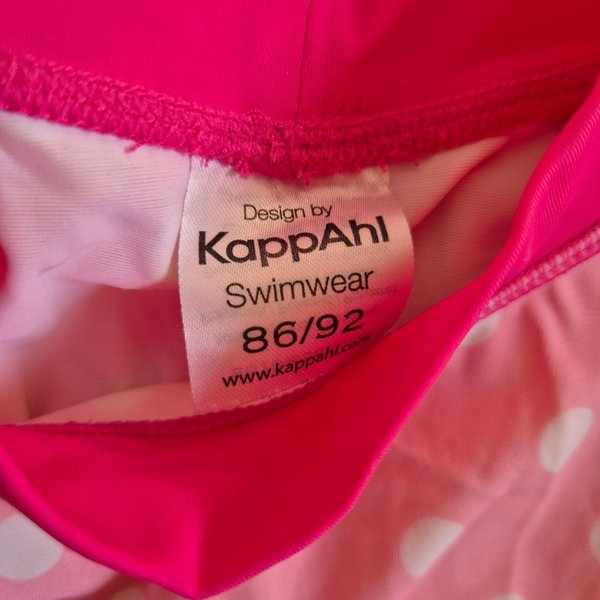 Design by
KappAhl
Swimwear
86/92
www.kappahl.com